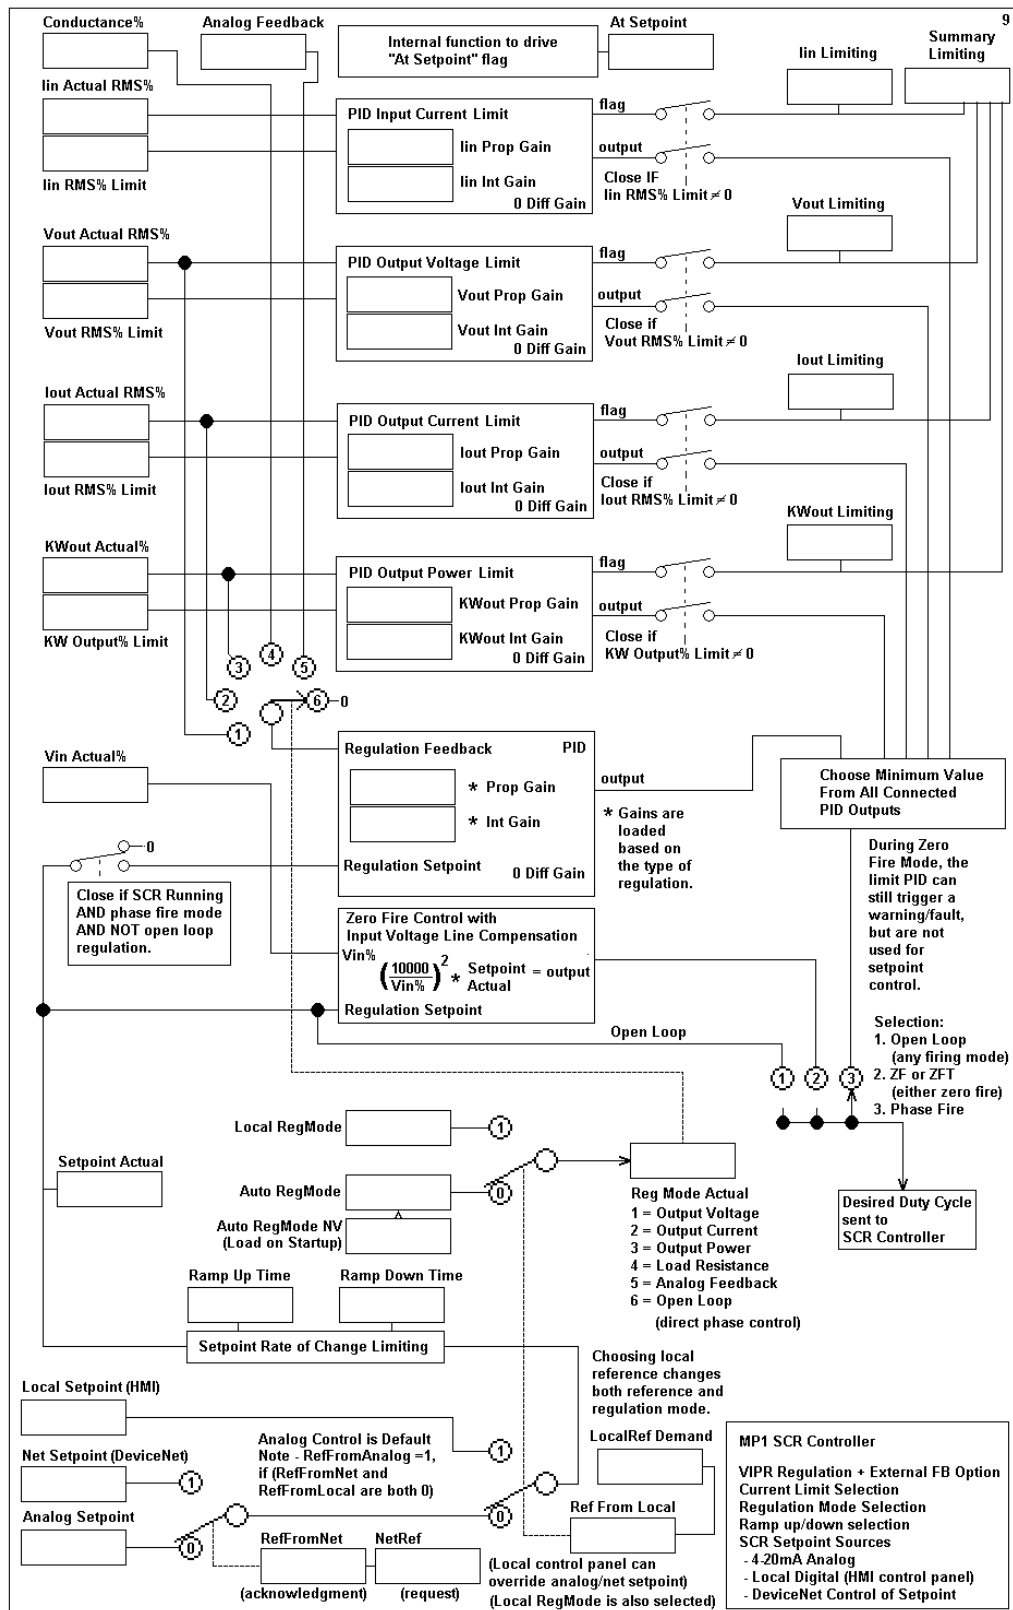 9
Conductance%
Analog Feedback
Internal function to drive
"At Setpoint" flag
At Setpoint
Iin Limiting
Summary
Limiting
Iin Actual RMS%
Iin RMS% Limit
PID Input Current Limit
Iin Prop Gain
Iin Int Gain
0 Diff Gain
flag
output
Close IF
Iin RMS% Limit ≠ 0
Vout Limiting
Vout Actual RMS%
Vout RMS% Limit
PID Output Voltage Limit
Vout Prop Gain
Vout Int Gain
0 Diff Gain
flag
output
Close if
Vout RMS% Limit ≠ 0
Iout Limiting
Iout Actual RMS%
Iout RMS% Limit
PID Output Current Limit
Iout Prop Gain
Iout Int Gain
0 Diff Gain
flag
output
Close if
Iout RMS% Limit ≠ 0
KWout Limiting
KWout Actual%
KW Output% Limit
PID Output Power Limit
KWout Prop Gain
KWout Int Gain
0 Diff Gain
flag
output
Close if
KW Output% Limit ≠ 0
4
3
5
2
6
0
1
Vin Actual%
Regulation Feedback PID
* Prop Gain
* Int Gain
Regulation Setpoint
0 Diff Gain
output
* Gains are
loaded
based on
the type of
regulation.
Choose Minimum Value
From All Connected
PID Outputs
During Zero
Fire Mode, the
limit PID can
still trigger a
warning/fault,
but are not
used for
setpoint
control.
0
Close if SCR Running
AND phase fire mode
AND NOT open loop
regulation.
Zero Fire Control with
Input Voltage Line Compensation
Vin%
(10000/Vin%)² * Setpoint Actual = output
Regulation Setpoint
Open Loop
Selection:
1. Open Loop
(any firing mode)
2. ZF or ZFT
(either zero fire)
3. Phase Fire
1
2
3
Local RegMode
1
Auto RegMode
0
Auto RegMode NV
(Load on Startup)
Setpoint Actual
Reg Mode Actual
1 = Output Voltage
2 = Output Current
3 = Output Power
4 = Load Resistance
5 = Analog Feedback
6 = Open Loop
(direct phase control)
Desired Duty Cycle
sent to
SCR Controller
Ramp Up Time
Ramp Down Time
Setpoint Rate of Change Limiting
Choosing local
reference changes
both reference and
regulation mode.
Local Setpoint (HMI)
1
Net Setpoint (DeviceNet)
1
Analog Setpoint
0
Analog Control is Default
Note - RefFromAnalog =1,
if (RefFromNet and
RefFromLocal are both 0)
0
LocalRef Demand
Ref From Local
RefFromNet
(acknowledgment)
NetRef
(request)
(Local control panel can
override analog/net setpoint)
(Local RegMode is also selected)
MP1 SCR Controller
VIPR Regulation + External FB Option
Current Limit Selection
Regulation Mode Selection
Ramp up/down selection
SCR Setpoint Sources
- 4-20mA Analog
- Local Digital (HMI control panel)
- DeviceNet Control of Setpoint